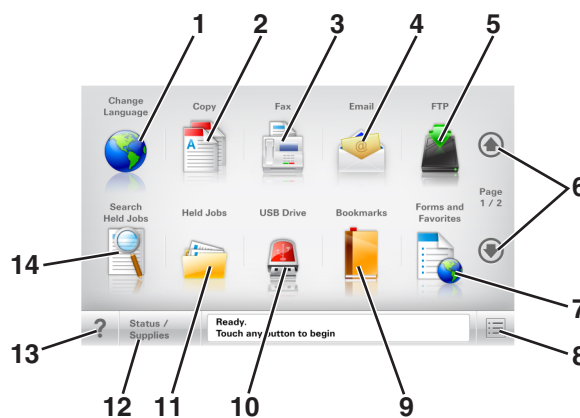 1 2 3 4 5
Change Language
Copy
Fax
Email
FTP
A
@
6
Page
1 / 2
Search Held Jobs
Held Jobs
USB Drive
Bookmarks
Forms and Favorites
14
7
?
Status / Supplies
Ready.
Touch any button to begin
8
13 12 11 10 9